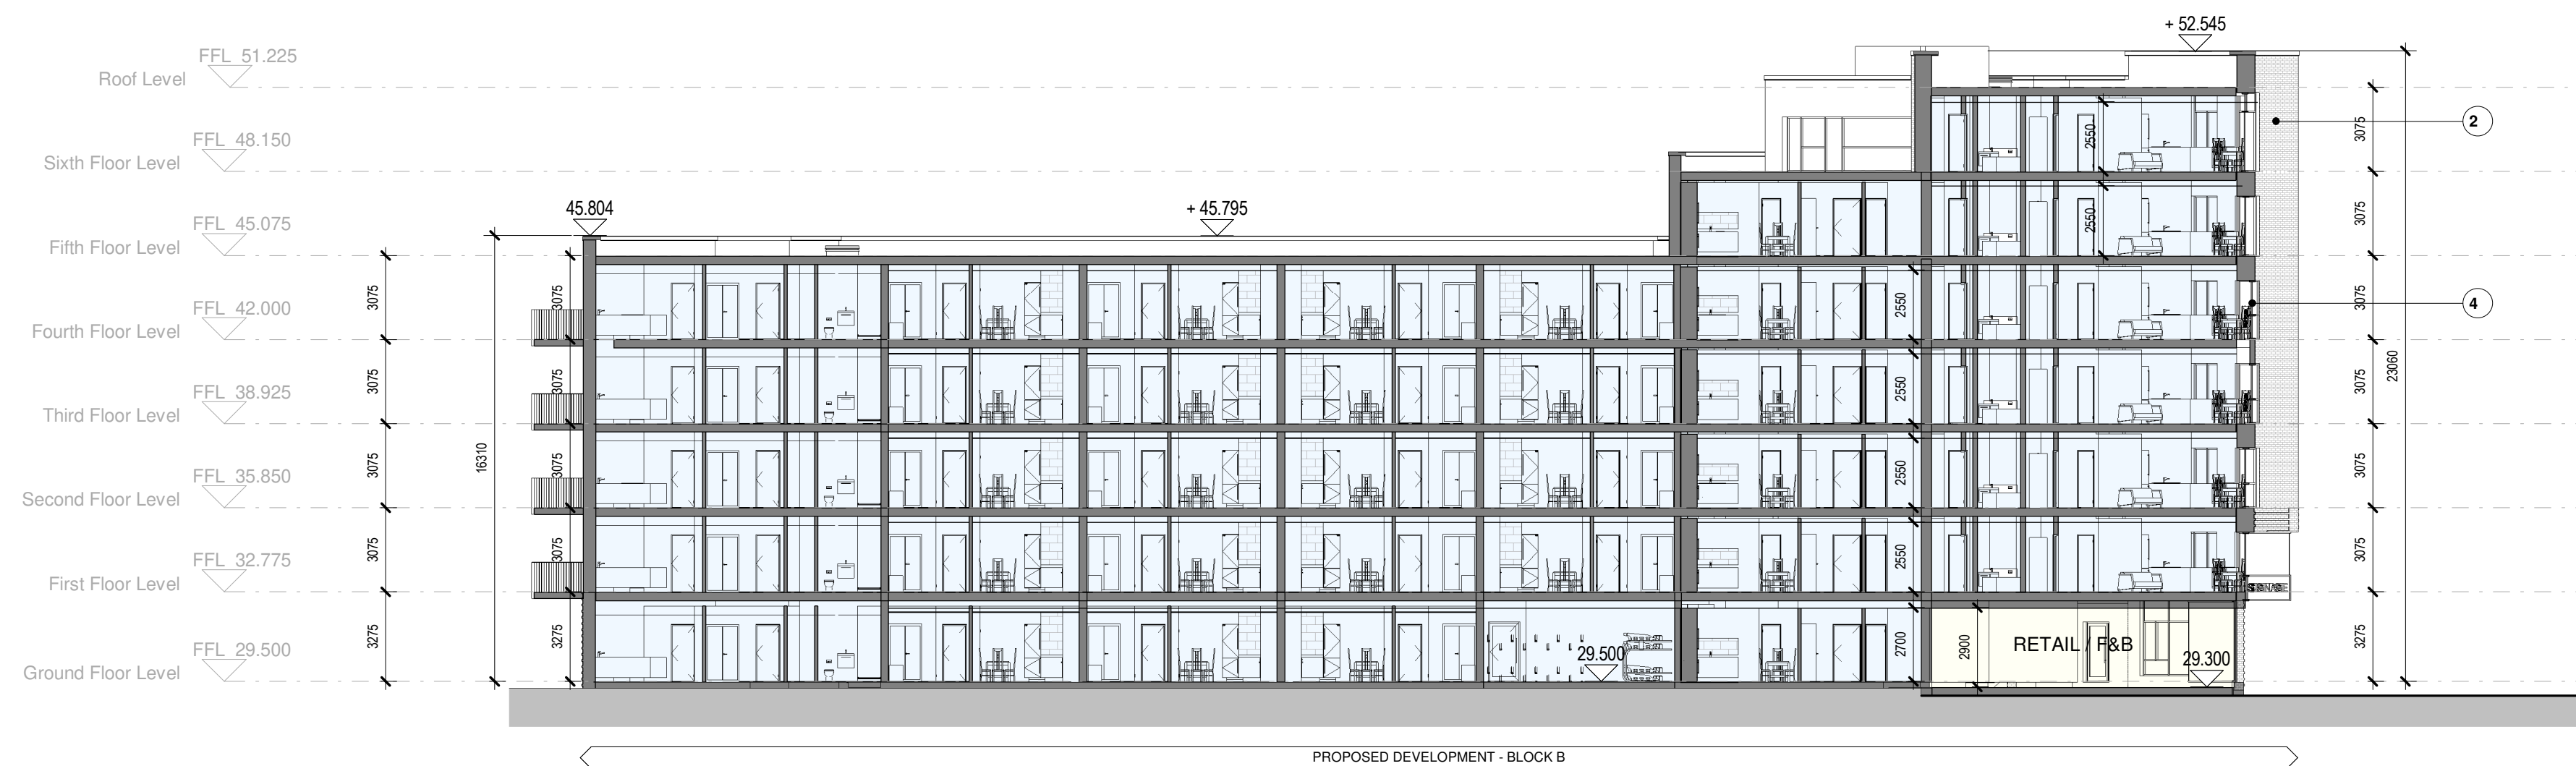 + 52.545
FFL 51.225
Roof Level
3075
2
2550
FFL 48.150
Sixth Floor Level
45.804
+ 45.795
3075
2550
FFL 45.075
Fifth Floor Level
3075
3075
2550
3075
4
FFL 42.000
Fourth Floor Level
3075
3075
2550
3075
23060
FFL 38.925
Third Floor Level
16310
3075
3075
2550
3075
FFL 35.850
Second Floor Level
3075
3075
2550
3075
FFL 32.775
First Floor Level
SIGNAGE
3275
3275
2700
2900
RETAIL / F&B
3275
FFL 29.500
Ground Floor Level
29.500
29.300
PROPOSED DEVELOPMENT - BLOCK B